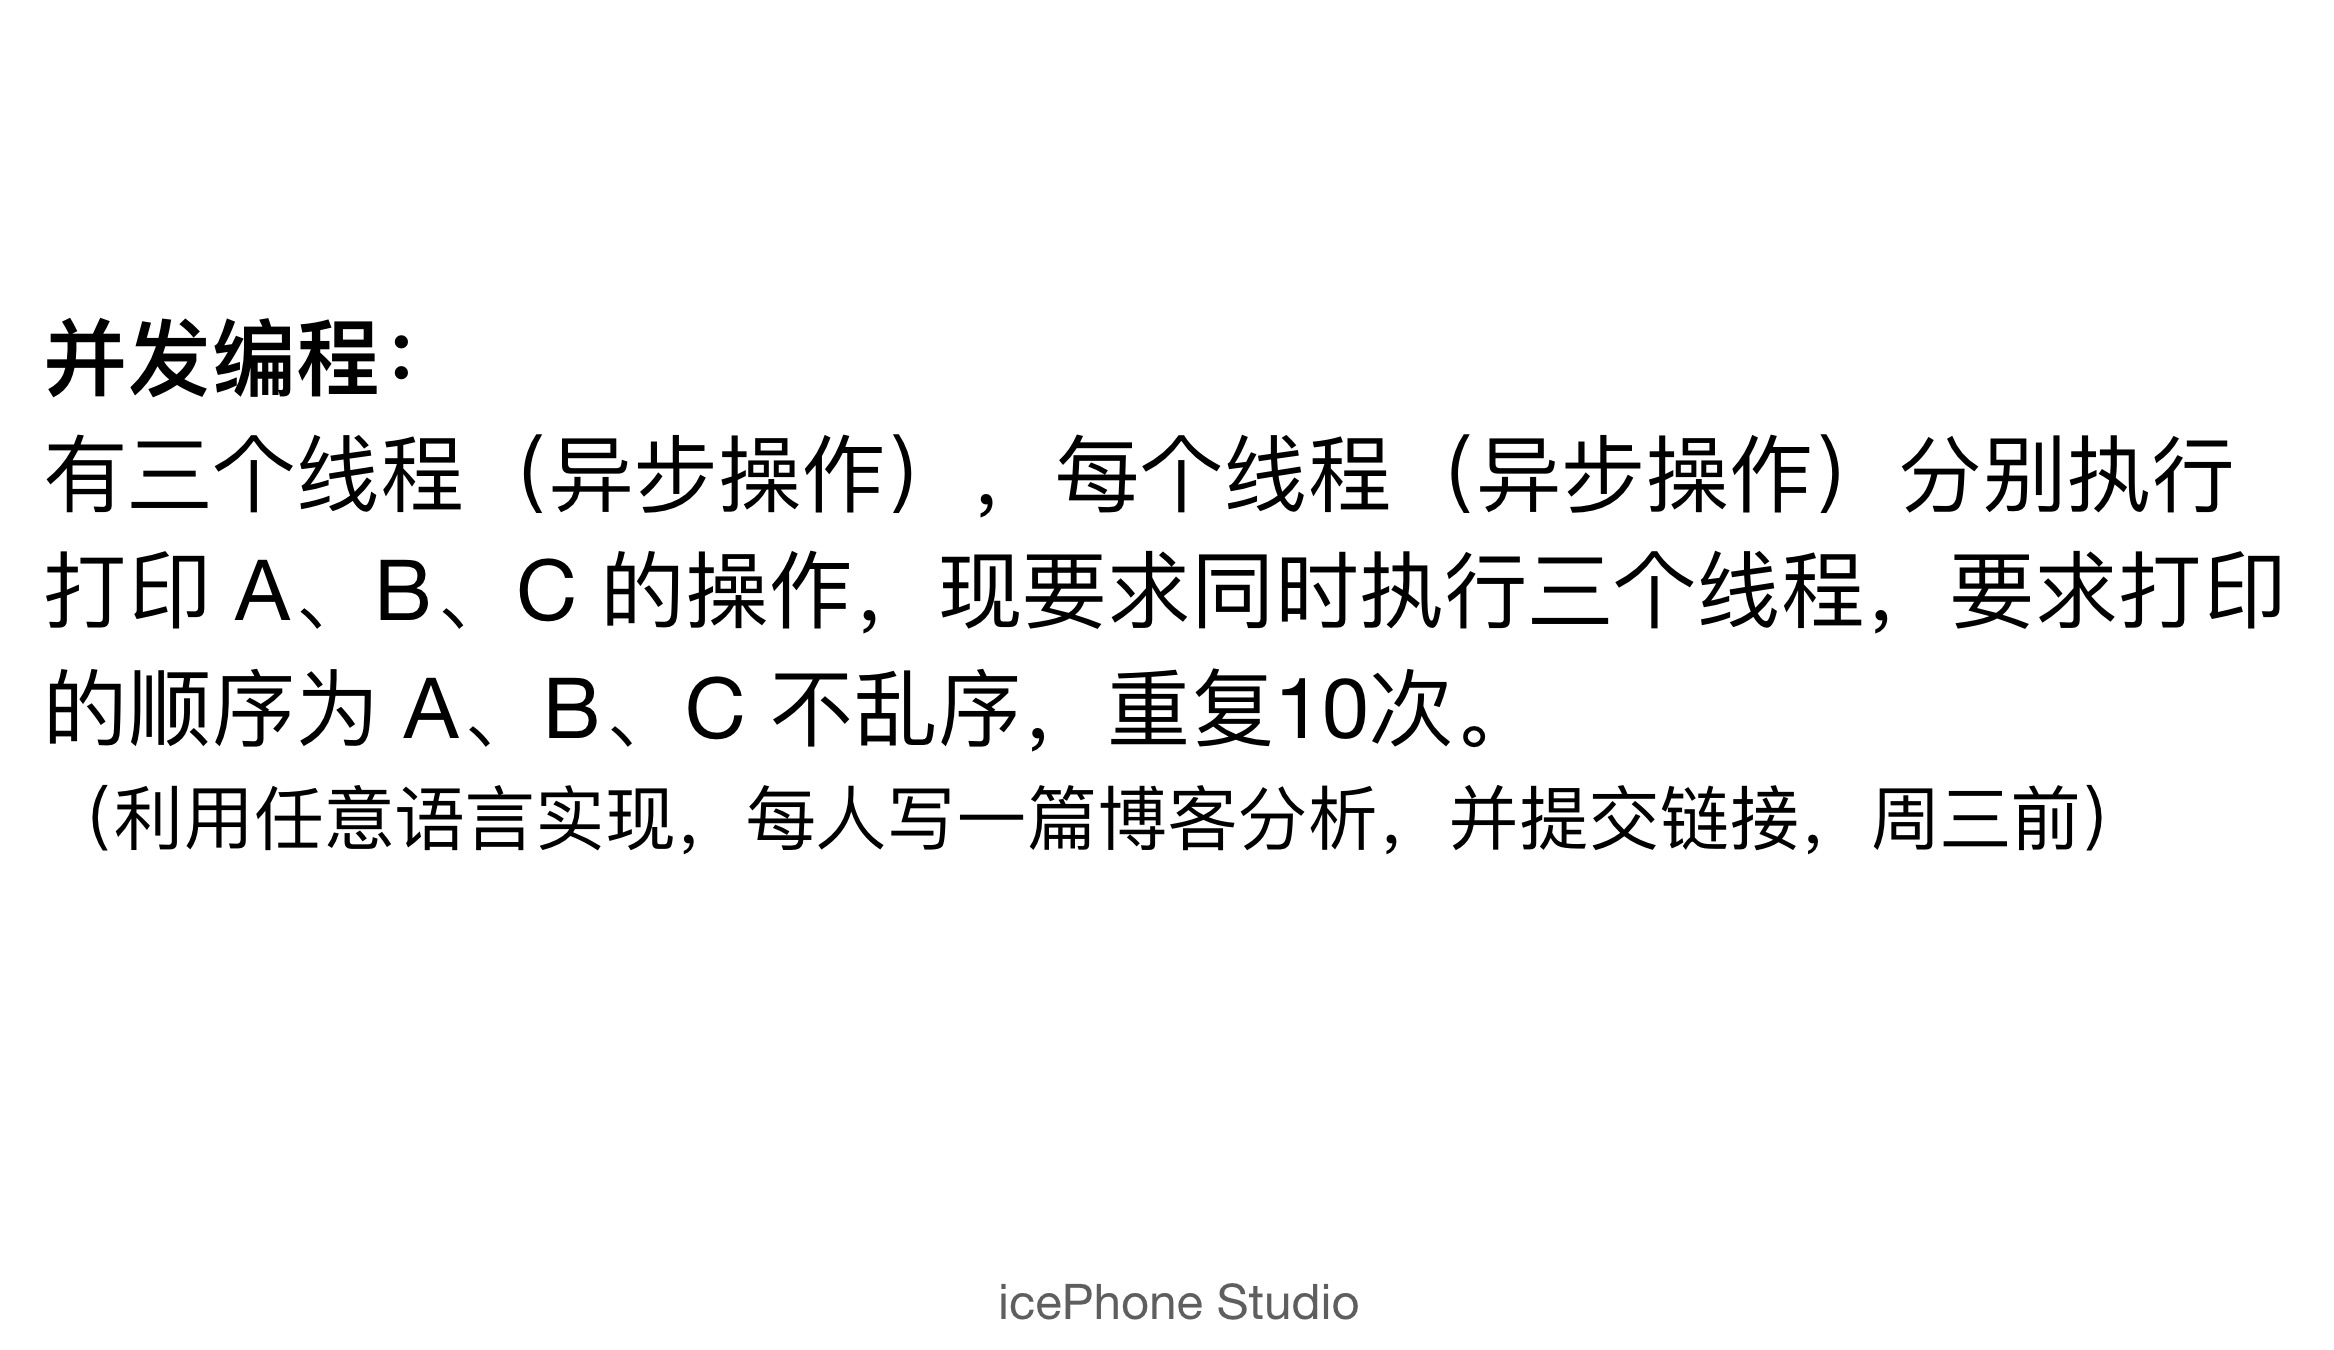 并发编程：
有三个线程（异步操作），每个线程（异步操作）分别执行
打印 A、B、C 的操作，现要求同时执行三个线程，要求打印
的顺序为 A、B、C 不乱序，重复10次。
（利用任意语言实现，每人写一篇博客分析，并提交链接，周三前）
icePhone Studio